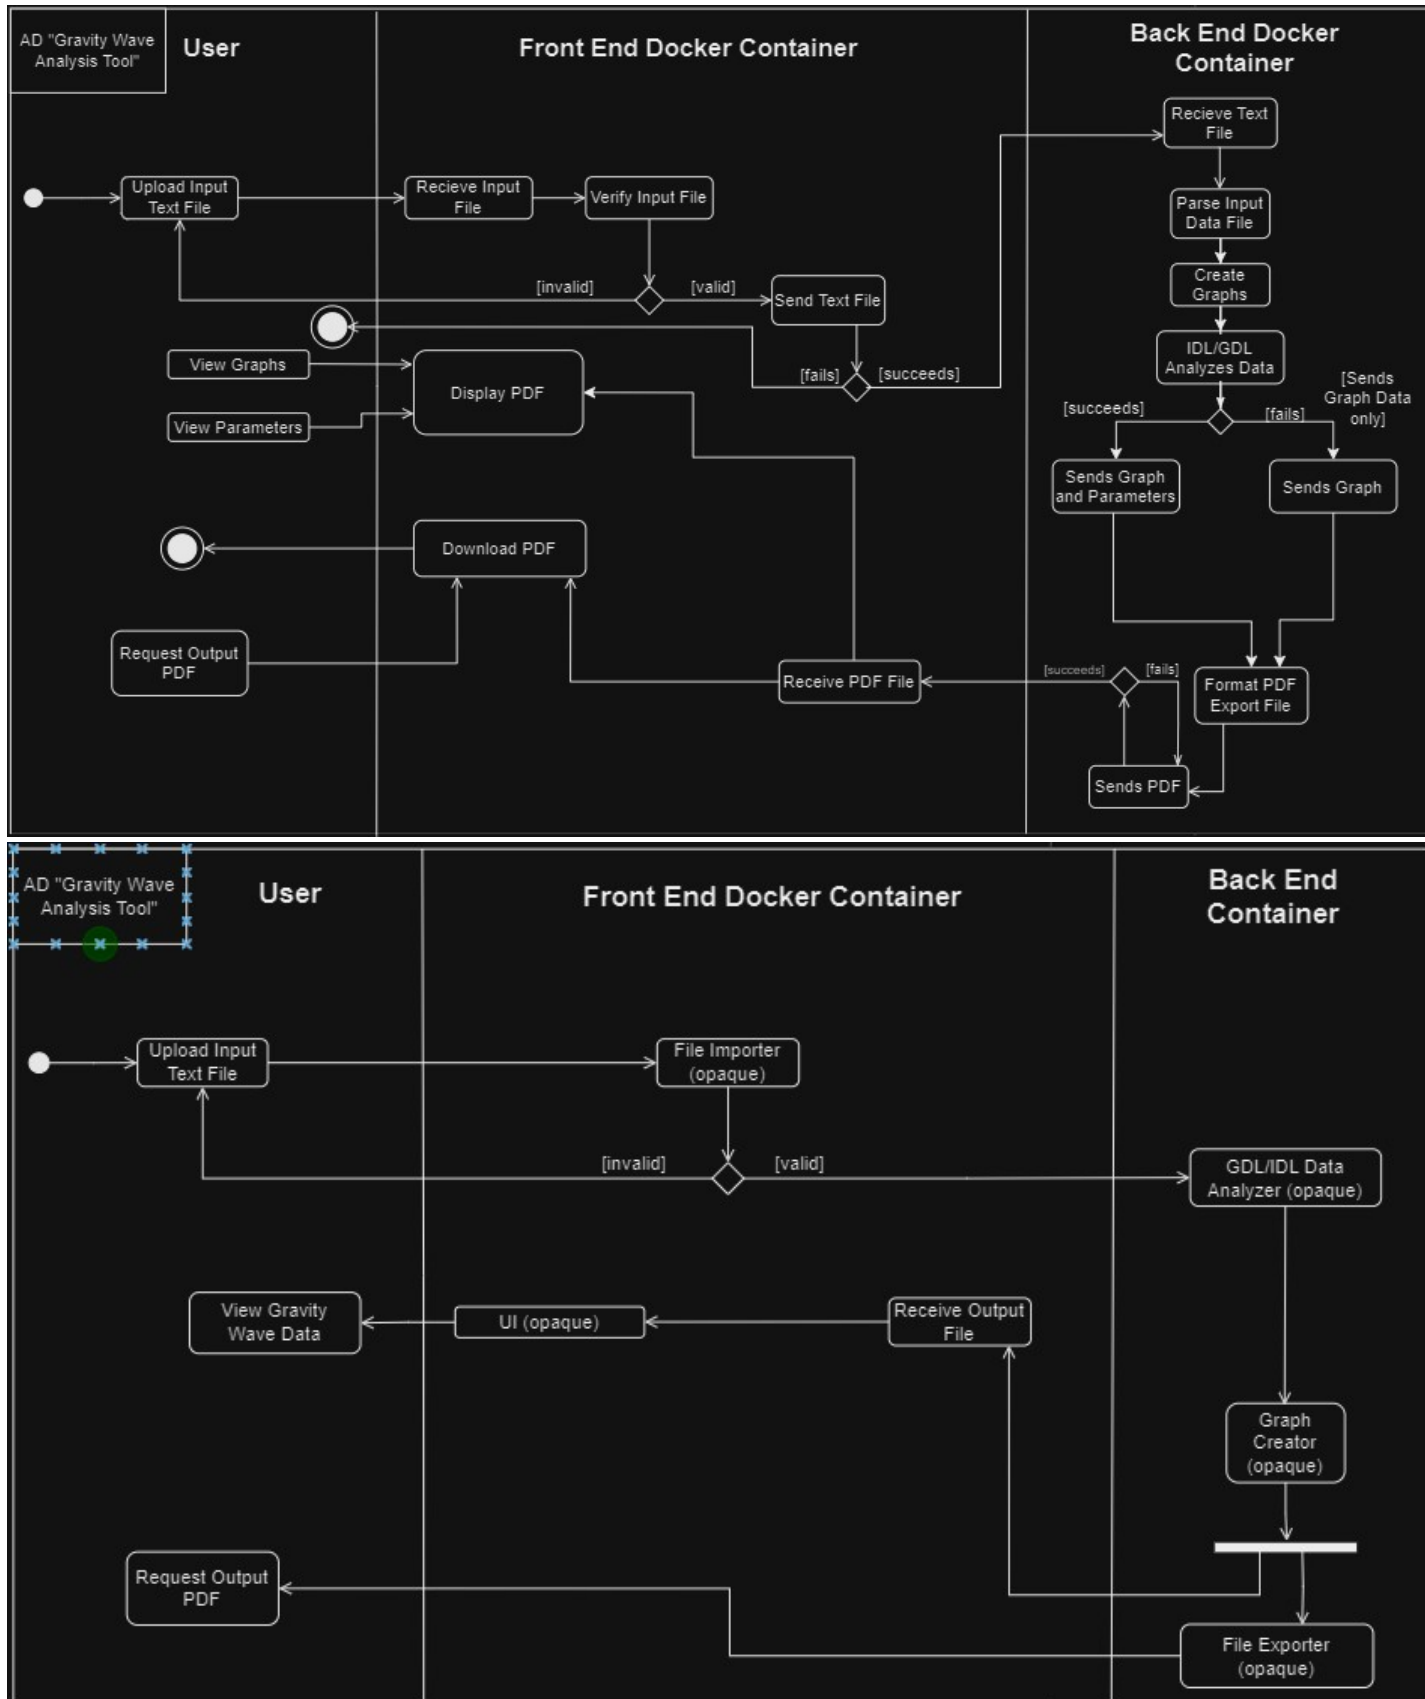 AD "Gravity Wave
Analysis Tool"
User
Front End Docker Container
Back End Docker
Container
Recieve Text
File
Upload Input
Text File
Recieve Input
File
Verify Input File
Parse Input
Data File
Create
Graphs
[invalid]
[valid]
Send Text File
View Graphs
Display PDF
[fails]
[succeeds]
IDL/GDL
Analyzes Data
[Sends
Graph Data
only]
[succeeds]
[fails]
View Parameters
Sends Graph
and Parameters
Sends Graph
Download PDF
Request Output
PDF
Receive PDF File
[succeeds]
[fails]
Format PDF
Export File
Sends PDF
AD "Gravity Wave
Analysis Tool"
User
Front End Docker Container
Back End
Container
Upload Input
Text File
File Importer
(opaque)
[invalid]
[valid]
GDL/IDL Data
Analyzer (opaque)
View Gravity
Wave Data
UI (opaque)
Receive Output
File
Graph
Creator
(opaque)
Request Output
PDF
File Exporter
(opaque)